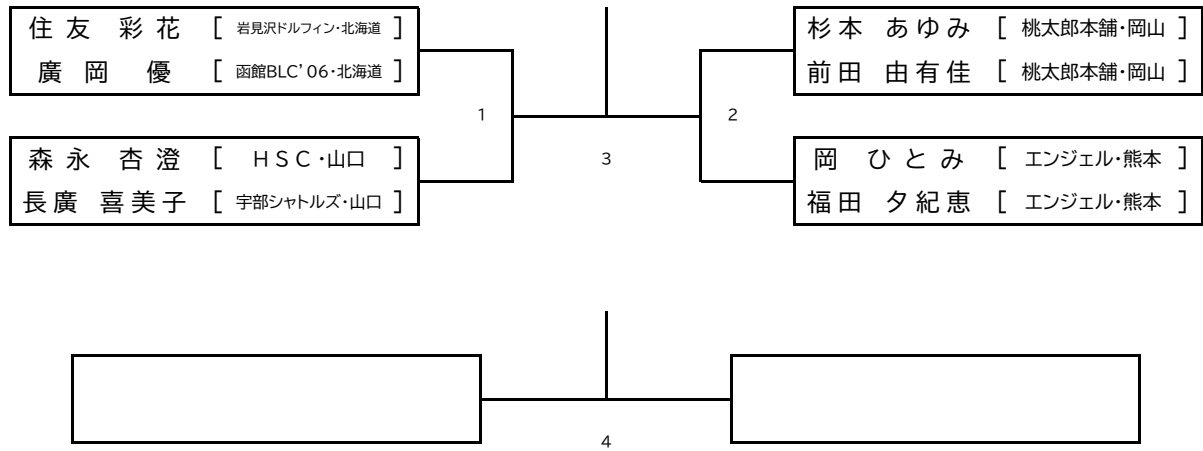 住友 彩花 [ 岩見沢ドルフィン・北海道 ]
廣岡 優 [ 函館BLC'06・北海道 ]
杉本 あゆみ [ 桃太郎本舗・岡山 ]
前田 由有佳 [ 桃太郎本舗・岡山 ]
1
2
森永 杏澄 [ HSC・山口 ]
長廣 喜美子 [ 宇部シャトルズ・山口 ]
3
岡 ひとみ [ エンジェル・熊本 ]
福田 夕紀恵 [ エンジェル・熊本 ]
4